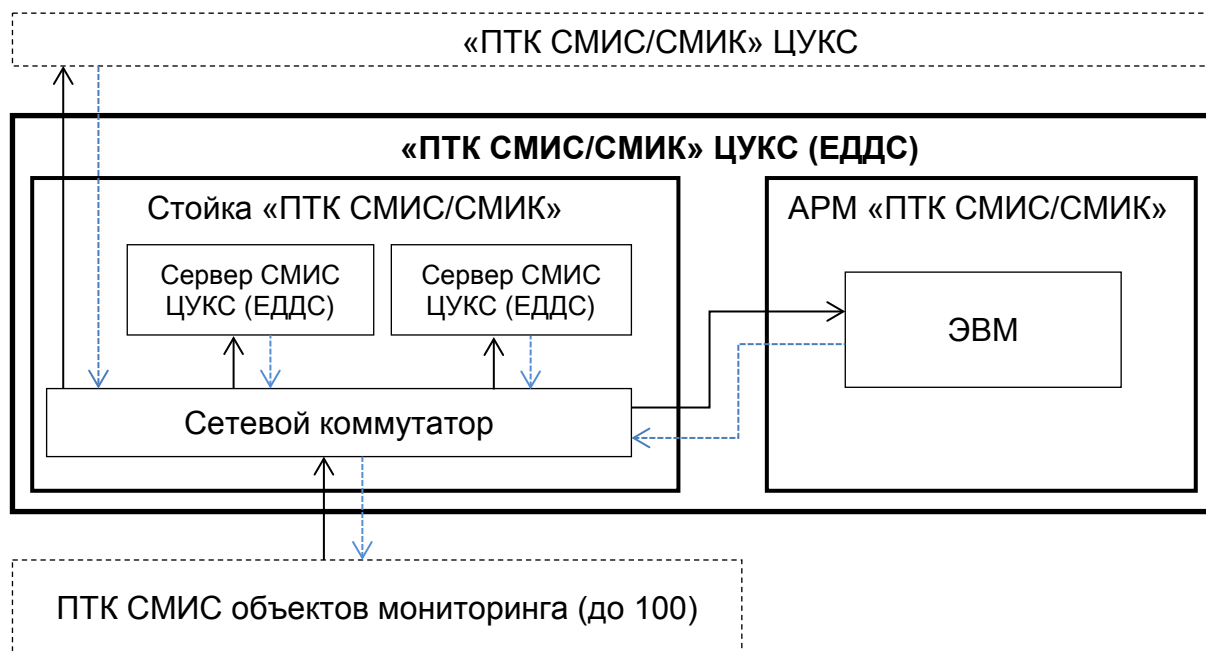 «ПТК СМИС/СМИК» ЦУКС
«ПТК СМИС/СМИК» ЦУКС (ЕДДС)
Стойка «ПТК СМИС/СМИК»
Сервер СМИС
ЦУКС (ЕДДС)
Сервер СМИС
ЦУКС (ЕДДС)
Сетевой коммутатор
АРМ «ПТК СМИС/СМИК»
ЭВМ
ПТК СМИС объектов мониторинга (до 100)